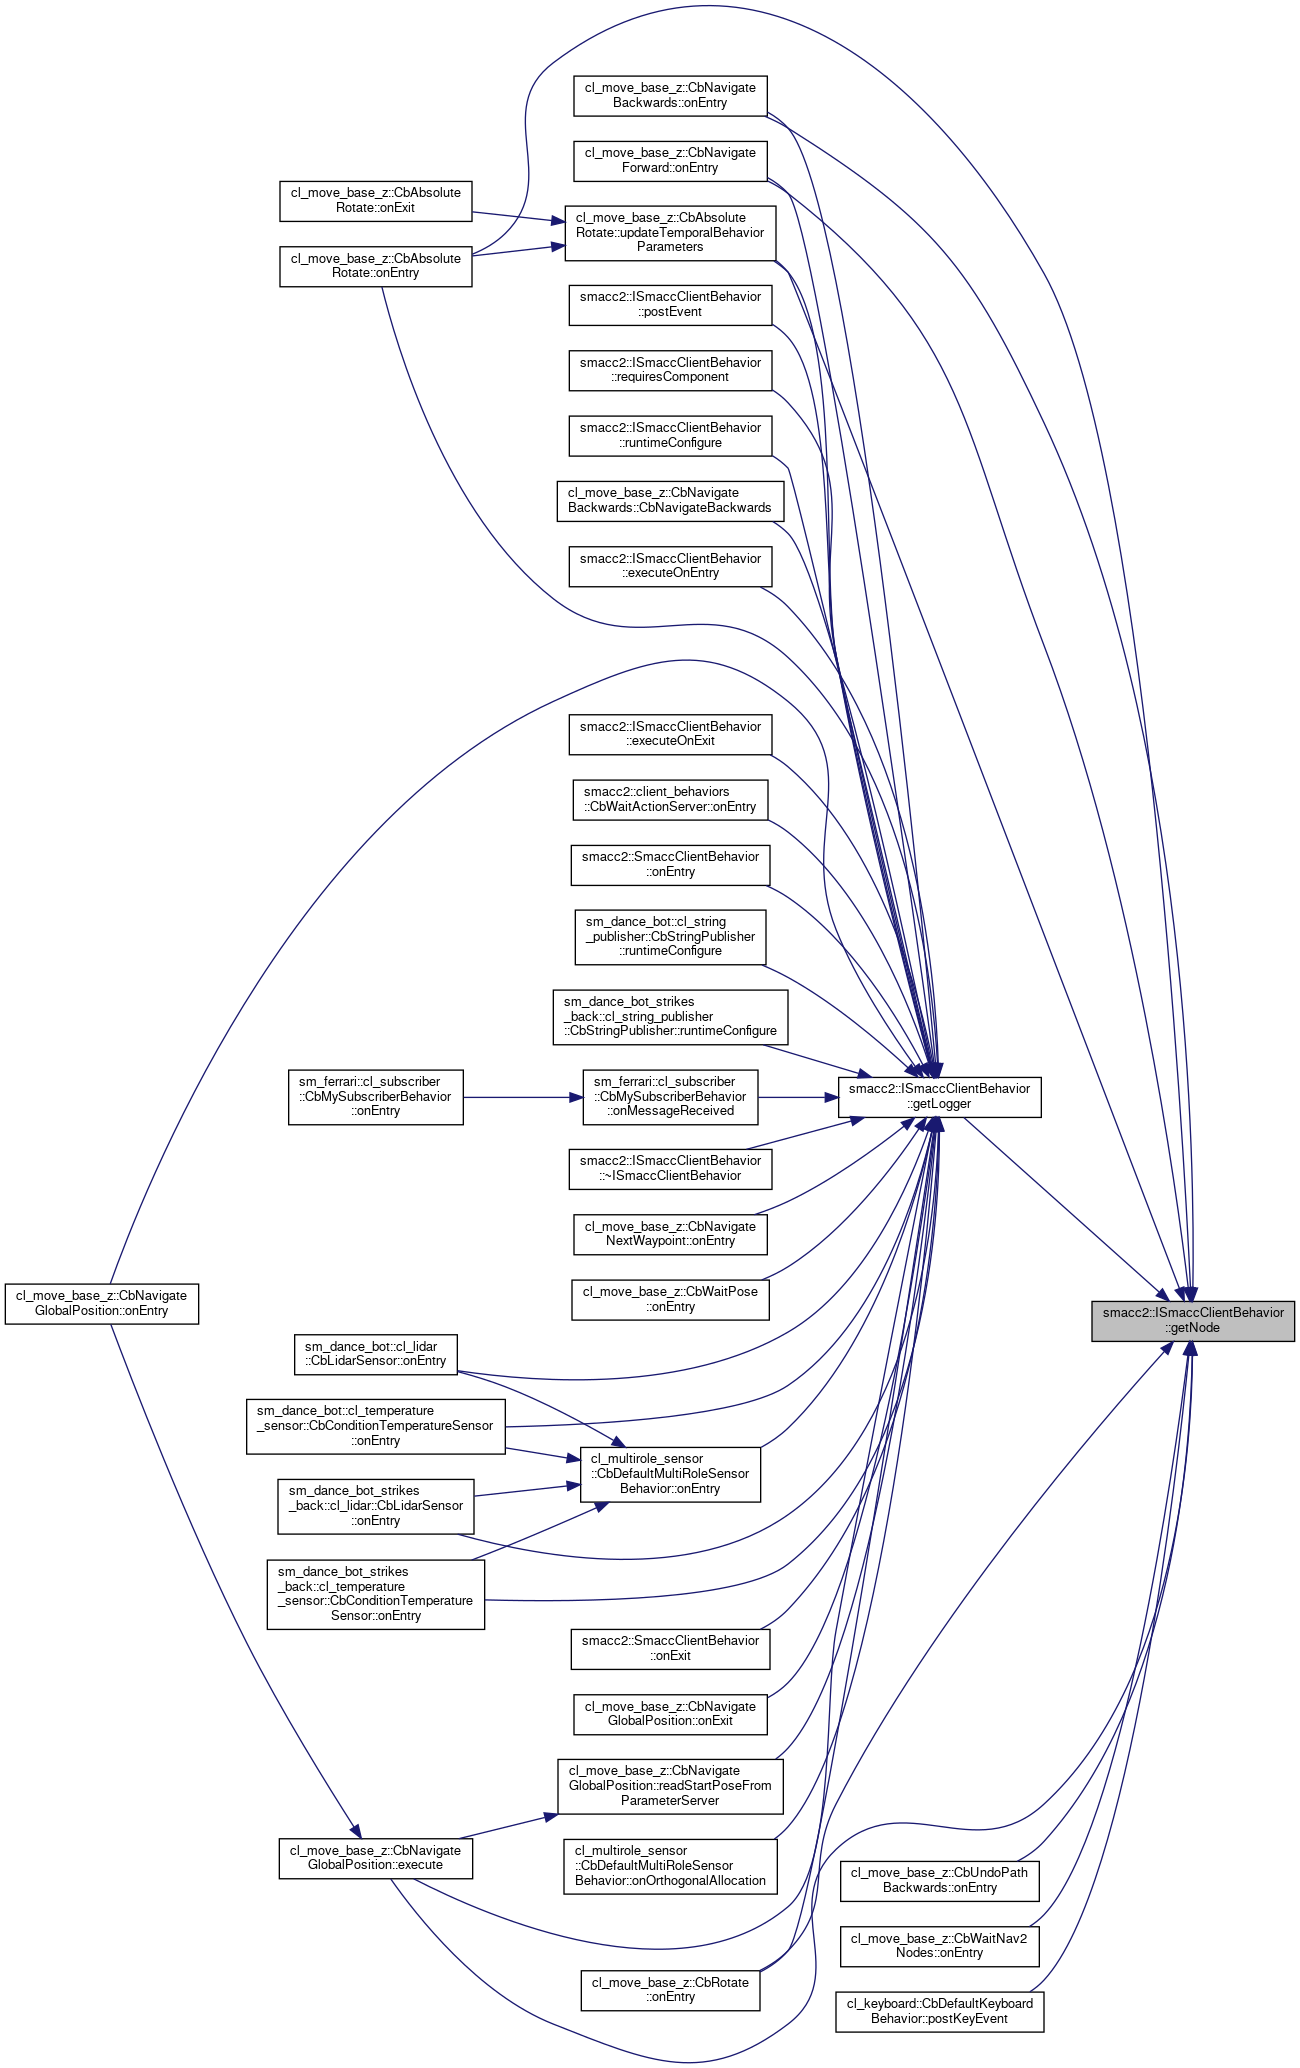 cl_move_base_z::CbNavigate
Backwards::onEntry
cl_move_base_z::CbNavigate
Forward::onEntry
cl_move_base_z::CbAbsolute
Rotate::onExit
cl_move_base_z::CbAbsolute
Rotate::updateTemporalBehavior
Parameters
cl_move_base_z::CbAbsolute
Rotate::onEntry
smacc2::ISmaccClientBehavior
::postEvent
smacc2::ISmaccClientBehavior
::requiresComponent
smacc2::ISmaccClientBehavior
::runtimeConfigure
cl_move_base_z::CbNavigate
Backwards::CbNavigateBackwards
smacc2::ISmaccClientBehavior
::executeOnEntry
smacc2::ISmaccClientBehavior
::executeOnExit
smacc2::client_behaviors
::CbWaitActionServer::onEntry
smacc2::SmaccClientBehavior
::onEntry
sm_dance_bot::cl_string
_publisher::CbStringPublisher
::runtimeConfigure
sm_dance_bot_strikes
_back::cl_string_publisher
::CbStringPublisher::runtimeConfigure
sm_ferrari::cl_subscriber
::CbMySubscriberBehavior
::onEntry
sm_ferrari::cl_subscriber
::CbMySubscriberBehavior
::onMessageReceived
smacc2::ISmaccClientBehavior
::getLogger
smacc2::ISmaccClientBehavior
::~ISmaccClientBehavior
cl_move_base_z::CbNavigate
NextWaypoint::onEntry
cl_move_base_z::CbWaitPose
::onEntry
cl_move_base_z::CbNavigate
GlobalPosition::onEntry
smacc2::ISmaccClientBehavior
::getNode
sm_dance_bot::cl_lidar
::CbLidarSensor::onEntry
sm_dance_bot::cl_temperature
_sensor::CbConditionTemperatureSensor
::onEntry
cl_multirole_sensor
::CbDefaultMultiRoleSensor
Behavior::onEntry
sm_dance_bot_strikes
_back::cl_lidar::CbLidarSensor
::onEntry
sm_dance_bot_strikes
_back::cl_temperature
_sensor::CbConditionTemperature
Sensor::onEntry
smacc2::SmaccClientBehavior
::onExit
cl_move_base_z::CbNavigate
GlobalPosition::onExit
cl_move_base_z::CbNavigate
GlobalPosition::readStartPoseFrom
ParameterServer
cl_move_base_z::CbNavigate
GlobalPosition::execute
cl_multirole_sensor
::CbDefaultMultiRoleSensor
Behavior::onOrthogonalAllocation
cl_move_base_z::CbUndoPath
Backwards::onEntry
cl_move_base_z::CbWaitNav2
Nodes::onEntry
cl_move_base_z::CbRotate
::onEntry
cl_keyboard::CbDefaultKeyboard
Behavior::postKeyEvent